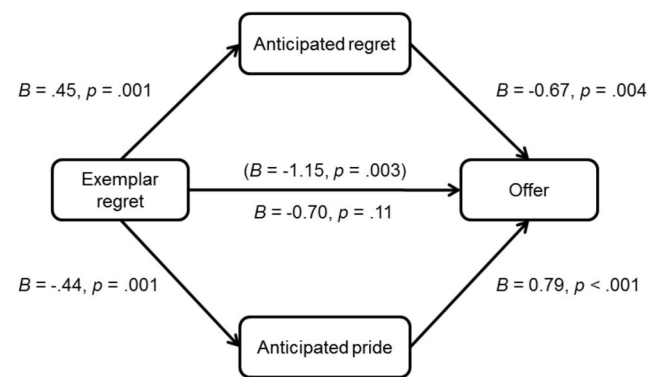 Anticipated regret
B = .45, p = .001
B = -0.67, p = .004
(B = -1.15, p = .003)
Exemplar
regret
Offer
B = -0.70, p = .11
B = -.44, p = .001
B = 0.79, p < .001
Anticipated pride